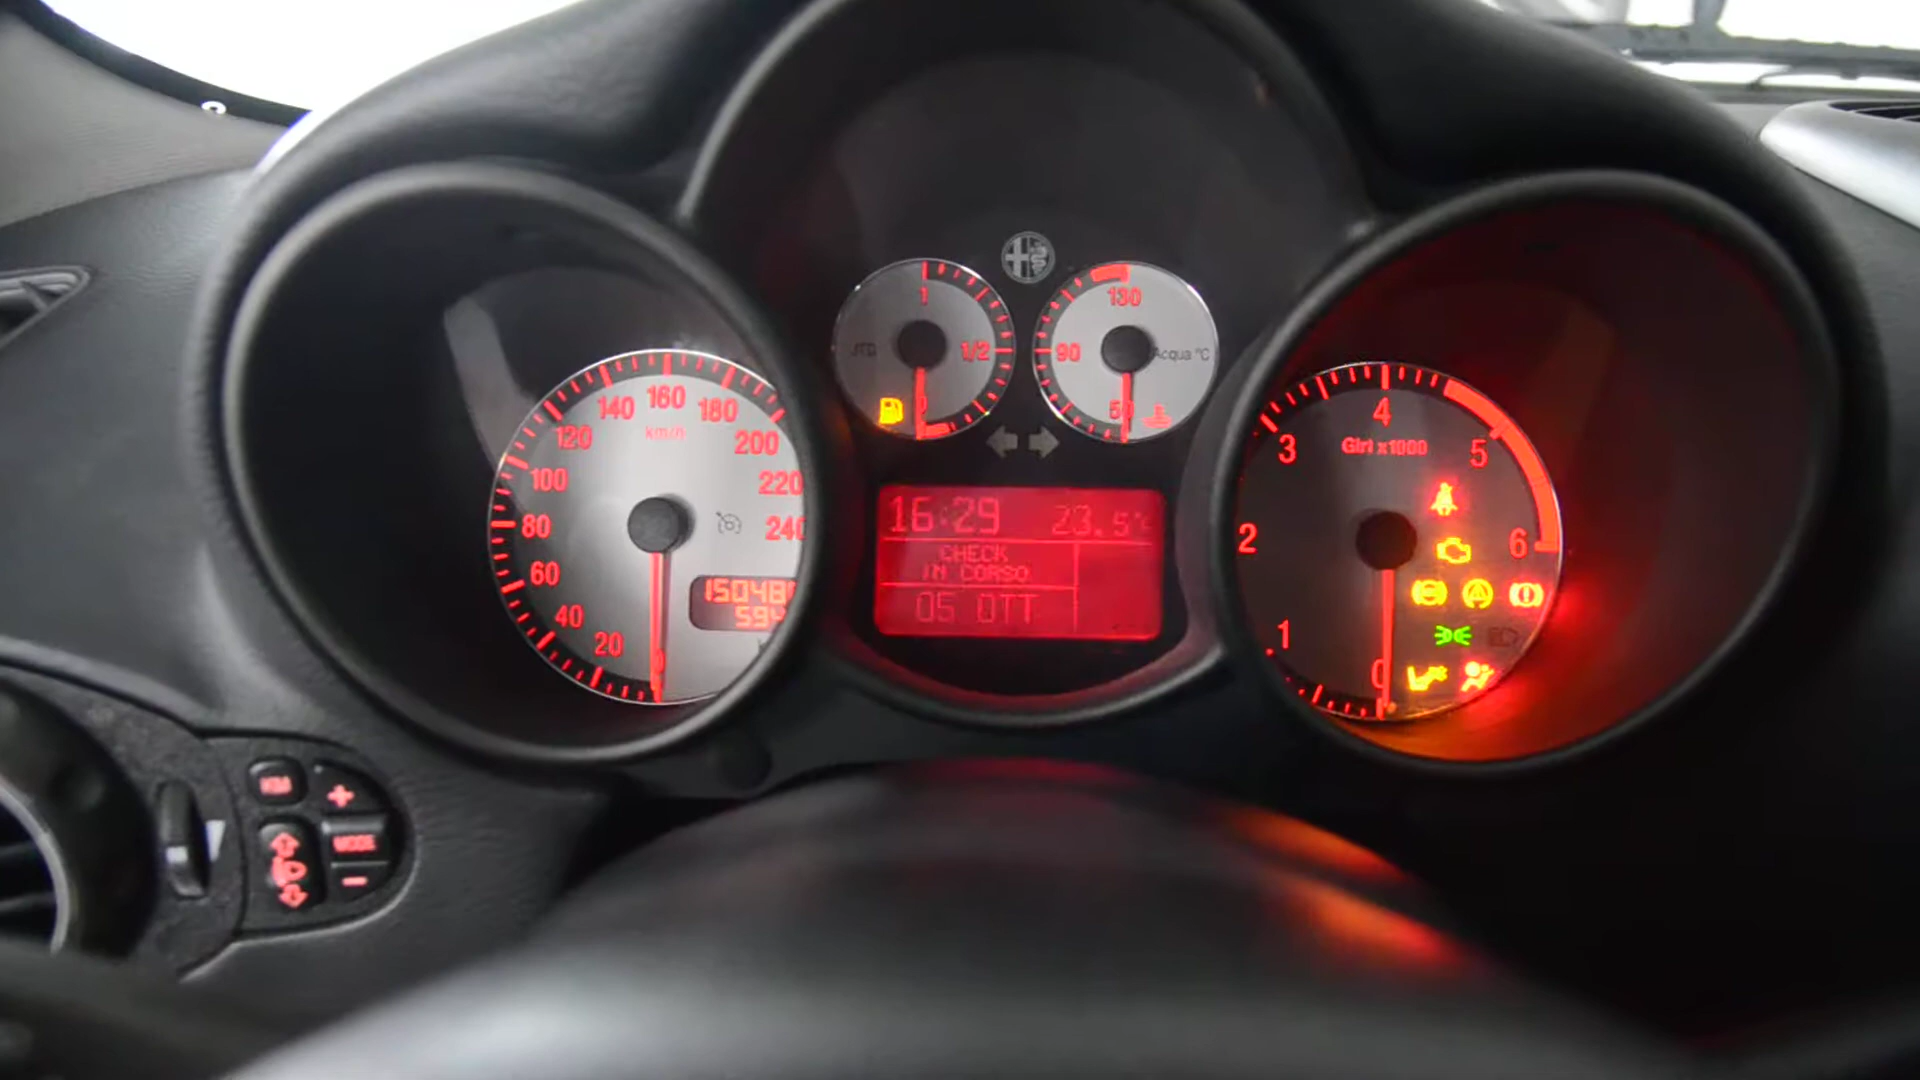 1
1/2
JTD
0
130
90
Acqua °C
50
20
40
60
80
100
120
140
160
180
200
220
240
km/h
0
16:29 23.5°C
CHECK
IN CORSO
05 OTT
0
.1
2
3
4
5
6
Giri x1000
KM
+
MODE
-